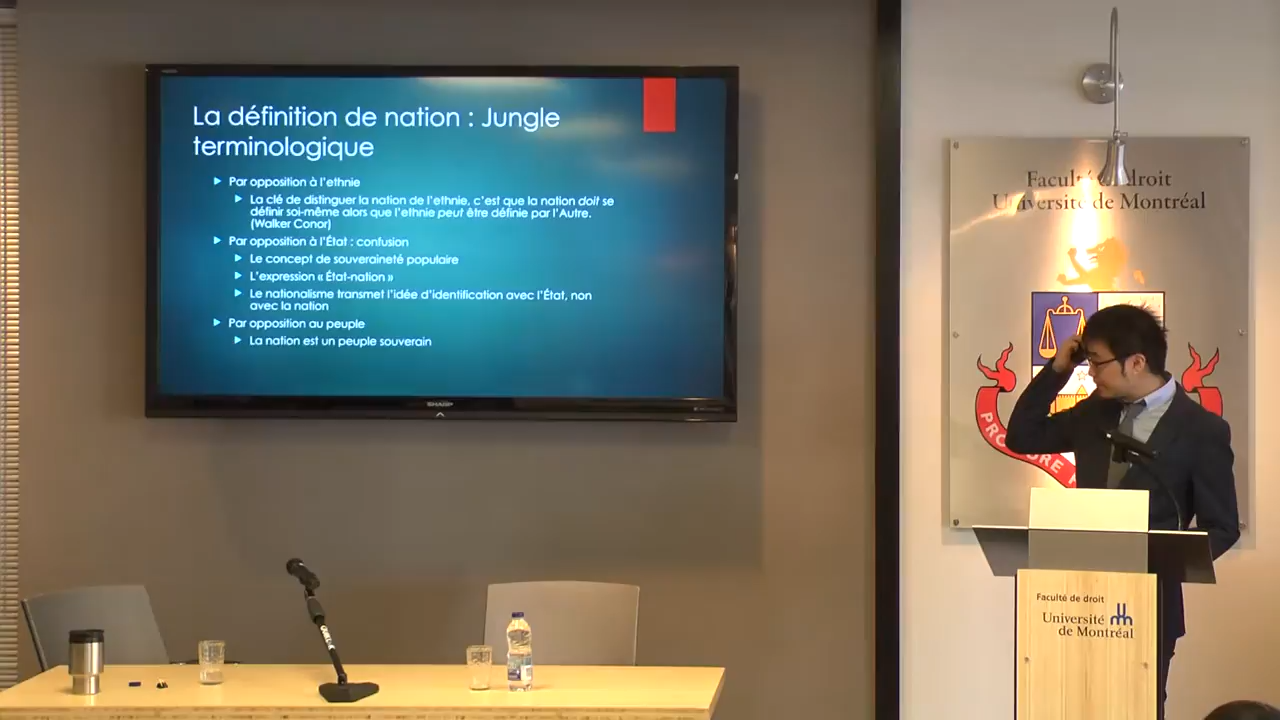 La définition de nation : Jungle
terminologique
Par opposition à l'ethnie
La clé de distinguer la nation de l'ethnie, c'est que la nation doit se
définir soi-même alors que l'ethnie peut être définie par l'Autre.
(Walker Conor)
Par opposition à l'État : confusion
Le concept de souveraineté populaire
L'expression « État-nation »
Le nationalisme transmet l'idée d'identification avec l'État, non
avec la nation
Par opposition au peuple
La nation est un peuple souverain
SHARP
Faculté de droit
Université de Montréal
Faculté de droit
Université
de Montréal